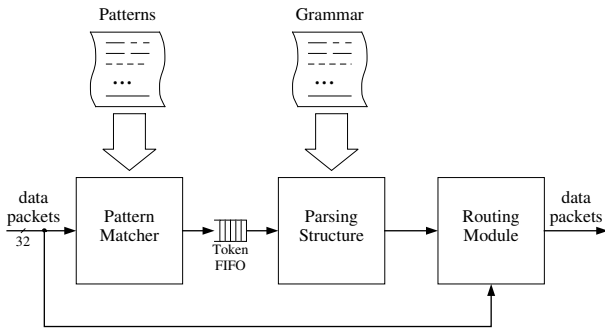 Patterns
Grammar
data
packets
32
Pattern
Matcher
Token
FIFO
Parsing
Structure
Routing
Module
data
packets